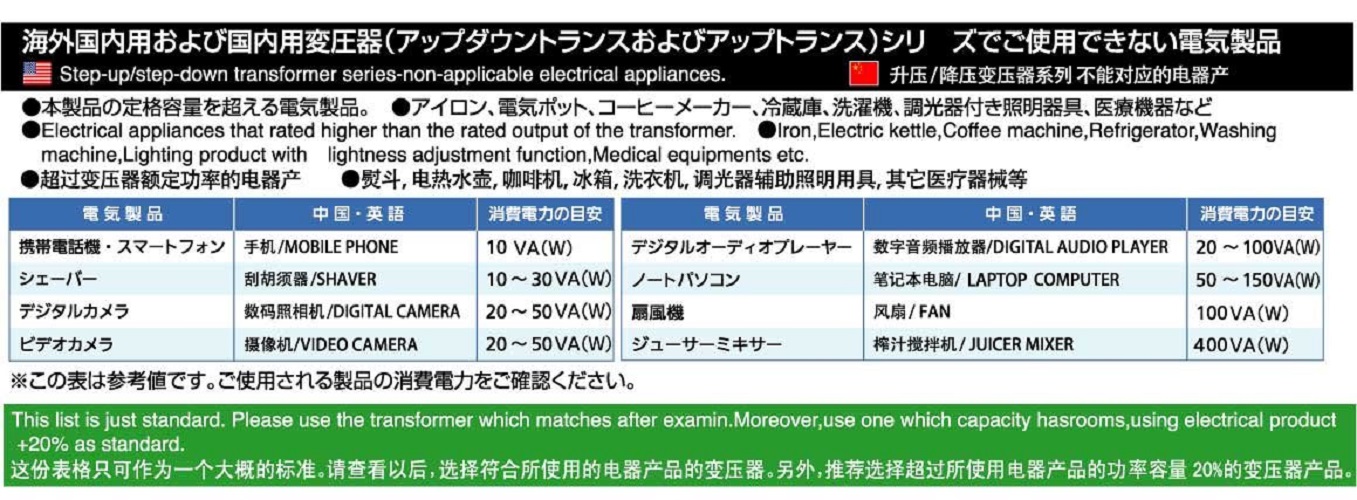 海外国内用および国内用変圧器（アップダウントランスおよびアップトランス）シリ ズでご使用できない電気製品
Step-up/step-down transformer series-non-applicable electrical appliances.
升压/降压变压器系列 不能对应的电器产
●本製品の定格容量を超える電気製品。 ●アイロン、電気ポット、コーヒーメーカー、冷蔵庫、洗濯機、調光器付き照明器具、医療機器など
●Electrical appliances that rated higher than the rated output of the transformer. ●Iron,Electric kettle,Coffee machine,Refrigerator,Washing
machine,Lighting product with lightness adjustment function,Medical equipments etc.
●超过变压器额定功率的电器产 ●熨斗, 电热水壶, 咖啡机, 冰箱, 洗衣机, 调光器辅助照明用具, 其它医疗器械等
電気製品 中国・英語 消費電力の目安 電気製品 中国・英語 消費電力の目安
携帯電話機・スマートフォン 手机/MOBILE PHONE 10 VA(W) デジタルオーディオプレーヤー 数字音频播放器/DIGITAL AUDIO PLAYER 20～100VA(W)
シェーバー 刮胡须器/SHAVER 10～30VA(W) ノートパソコン 笔记本电脑/ LAPTOP COMPUTER 50～150VA(W)
デジタルカメラ 数码照相机/DIGITAL CAMERA 20～50VA(W) 扇風機 风扇/FAN 100VA(W)
ビデオカメラ 摄像机/VIDEO CAMERA 20～50VA(W) ジューサーミキサー 榨汁搅拌机/JUICER MIXER 400VA(W)
※この表は参考値です。ご使用される製品の消費電力をご確認ください。
This list is just standard. Please use the transformer which matches after examin.Moreover,use one which capacity hasrooms,using electrical product
+20% as standard.
这份表格只可作为一个大概的标准。请查看以后，选择符合所使用的电器产品的变压器。另外，推荐选择超过所使用电器产品的功率容量 20%的变压器产品。